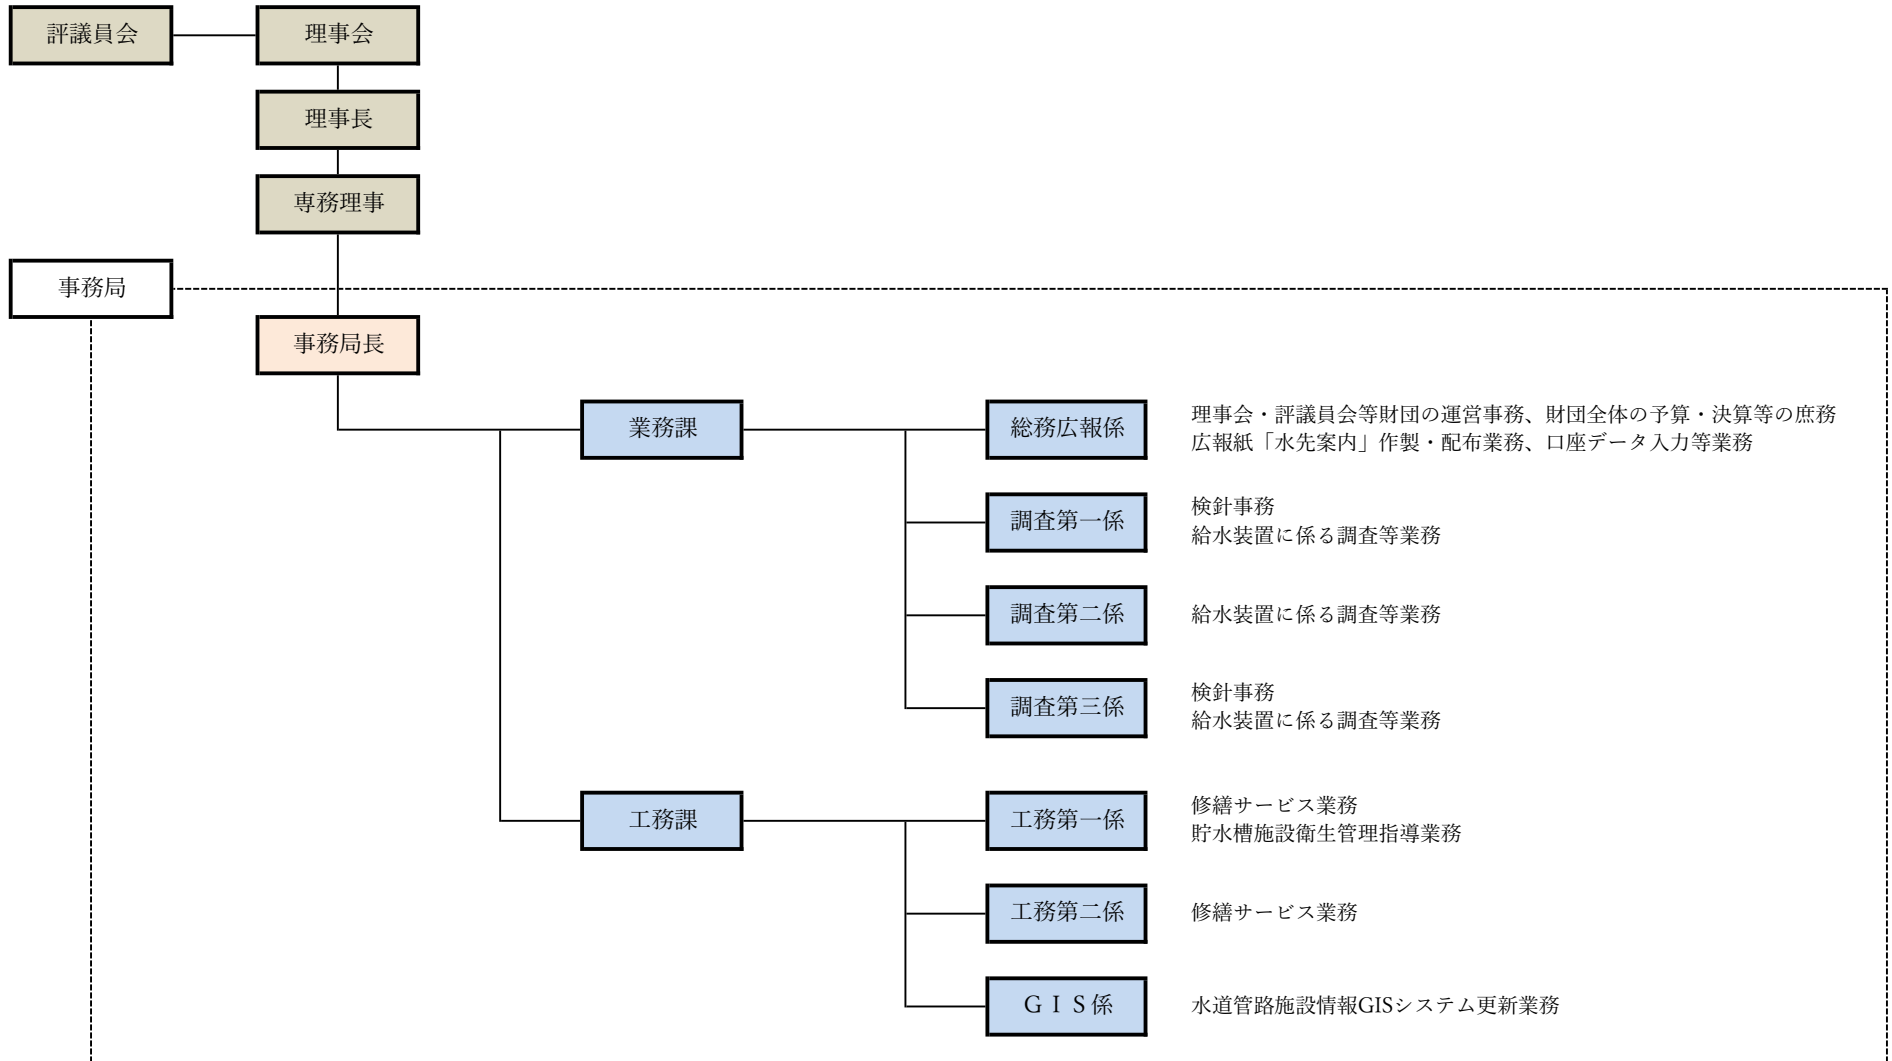 評議員会
理事会
理事長
専務理事
事務局
事務局長
業務課
総務広報係
理事会・評議員会等財団の運営事務、財団全体の予算・決算等の庶務
広報紙「水先案内」作製・配布業務、口座データ入力等業務
調査第一係
検針事務
給水装置に係る調査等業務
調査第二係
給水装置に係る調査等業務
調査第三係
検針事務
給水装置に係る調査等業務
工務課
工務第一係
修繕サービス業務
貯水槽施設衛生管理指導業務
工務第二係
修繕サービス業務
ＧＩＳ係
水道管路施設情報GISシステム更新業務